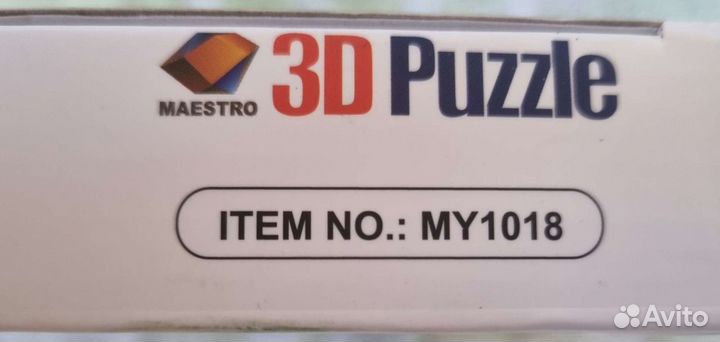 3D Puzzle
MAESTRO
ITEM NO.: MY1018
Avito